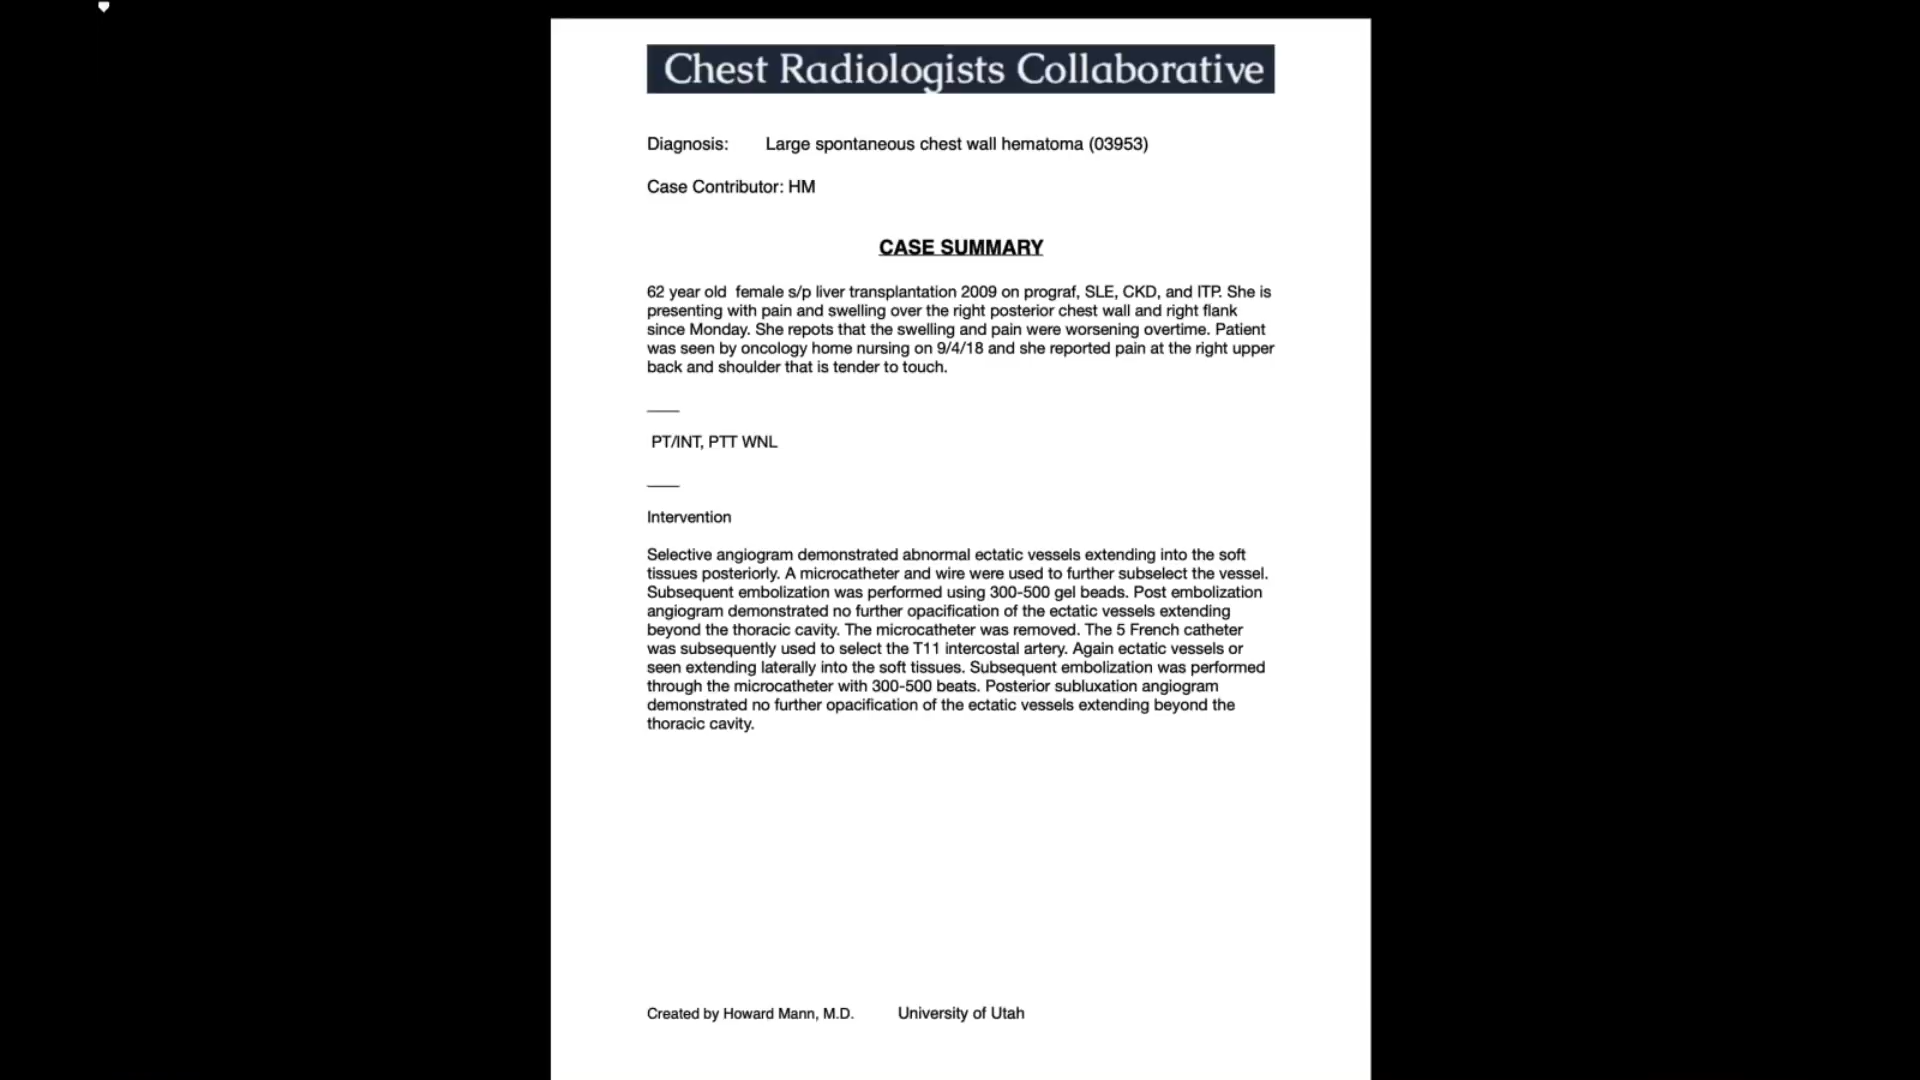 Chest Radiologists Collaborative
Diagnosis: Large spontaneous chest wall hematoma (03953)
Case Contributor: HM
CASE SUMMARY
62 year old female s/p liver transplantation 2009 on prograf, SLE, CKD, and ITP. She is
presenting with pain and swelling over the right posterior chest wall and right flank
since Monday. She repots that the swelling and pain were worsening overtime. Patient
was seen by oncology home nursing on 9/4/18 and she reported pain at the right upper
back and shoulder that is tender to touch.
____
PT/INT, PTT WNL
____
Intervention
Selective angiogram demonstrated abnormal ectatic vessels extending into the soft
tissues posteriorly. A microcatheter and wire were used to further subselect the vessel.
Subsequent embolization was performed using 300-500 gel beads. Post embolization
angiogram demonstrated no further opacification of the ectatic vessels extending
beyond the thoracic cavity. The microcatheter was removed. The 5 French catheter
was subsequently used to select the T11 intercostal artery. Again ectatic vessels or
seen extending laterally into the soft tissues. Subsequent embolization was performed
through the microcatheter with 300-500 beats. Posterior subluxation angiogram
demonstrated no further opacification of the ectatic vessels extending beyond the
thoracic cavity.
Created by Howard Mann, M.D. University of Utah